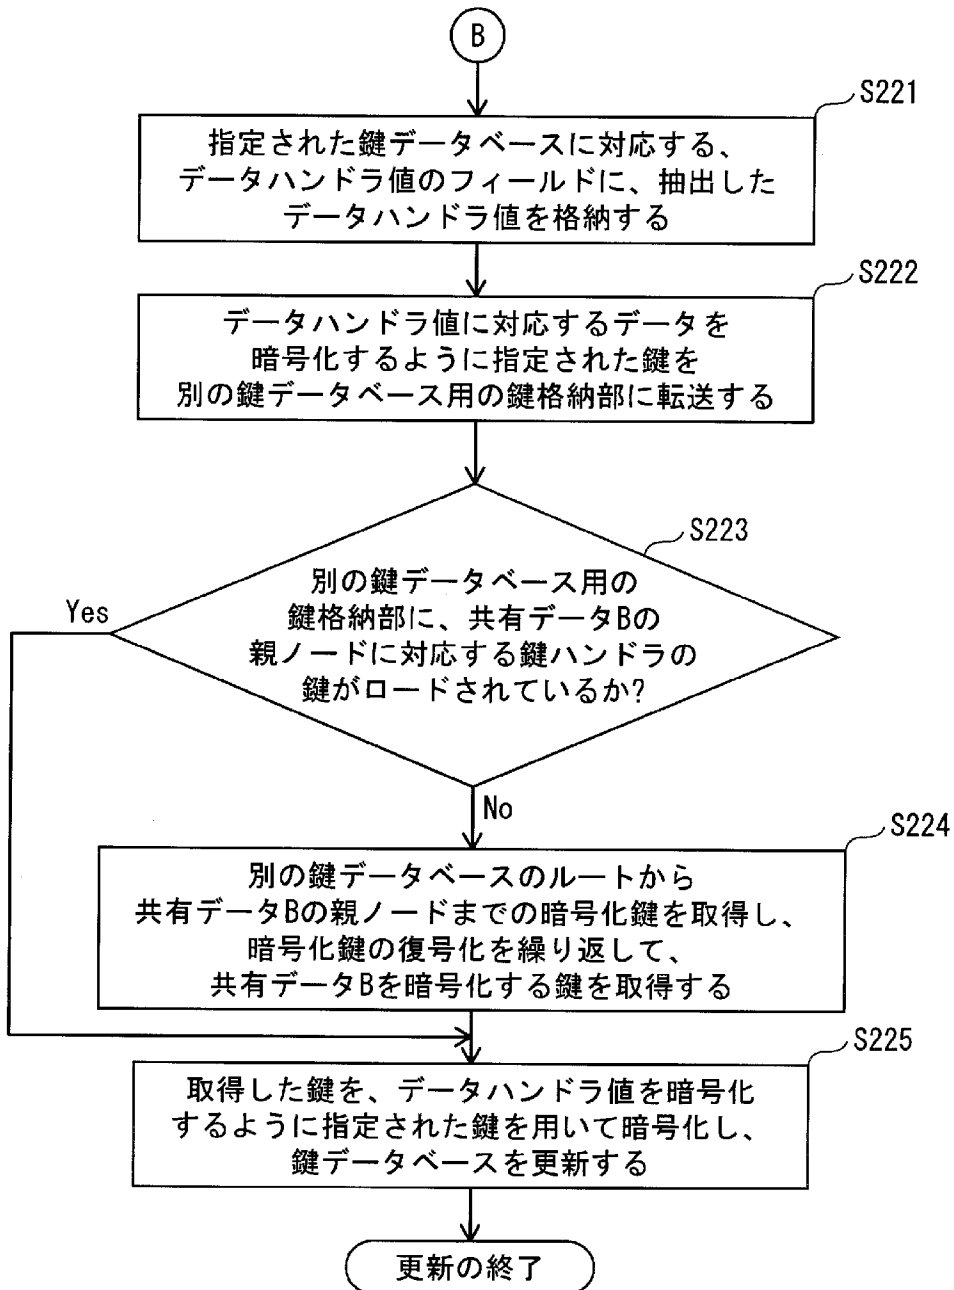 B
S221
指定された鍵データベースに対応する、
データハンドラ値のフィールドに、抽出した
データハンドラ値を格納する
S222
データハンドラ値に対応するデータを
暗号化するように指定された鍵を
別の鍵データベース用の鍵格納部に転送する
S223
別の鍵データベース用の
鍵格納部に、共有データBの
親ノードに対応する鍵ハンドラの
鍵がロードされているか?
Yes
No
S224
別の鍵データベースのルートから
共有データBの親ノードまでの暗号化鍵を取得し、
暗号化鍵の復号化を繰り返して、
共有データBを暗号化する鍵を取得する
S225
取得した鍵を、データハンドラ値を暗号化
するように指定された鍵を用いて暗号化し、
鍵データベースを更新する
更新の終了